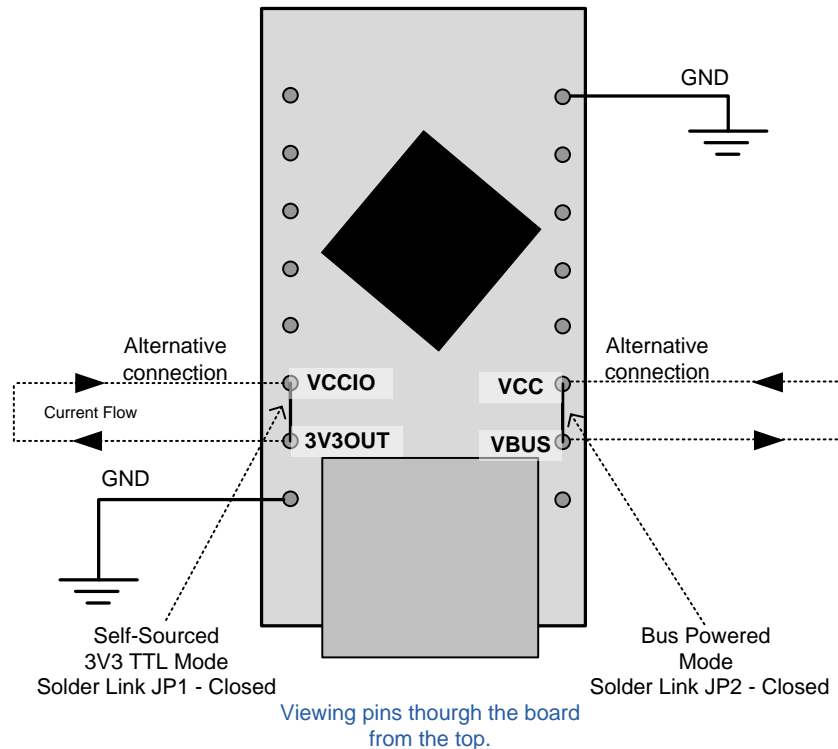 GND
Alternative
connection
VCCIO
VCC
Alternative
connection
Current Flow
3V3OUT
VBUS
GND
Self-Sourced
3V3 TTL Mode
Solder Link JP1 - Closed
Bus Powered
Mode
Solder Link JP2 - Closed
Viewing pins thourgh the board
from the top.